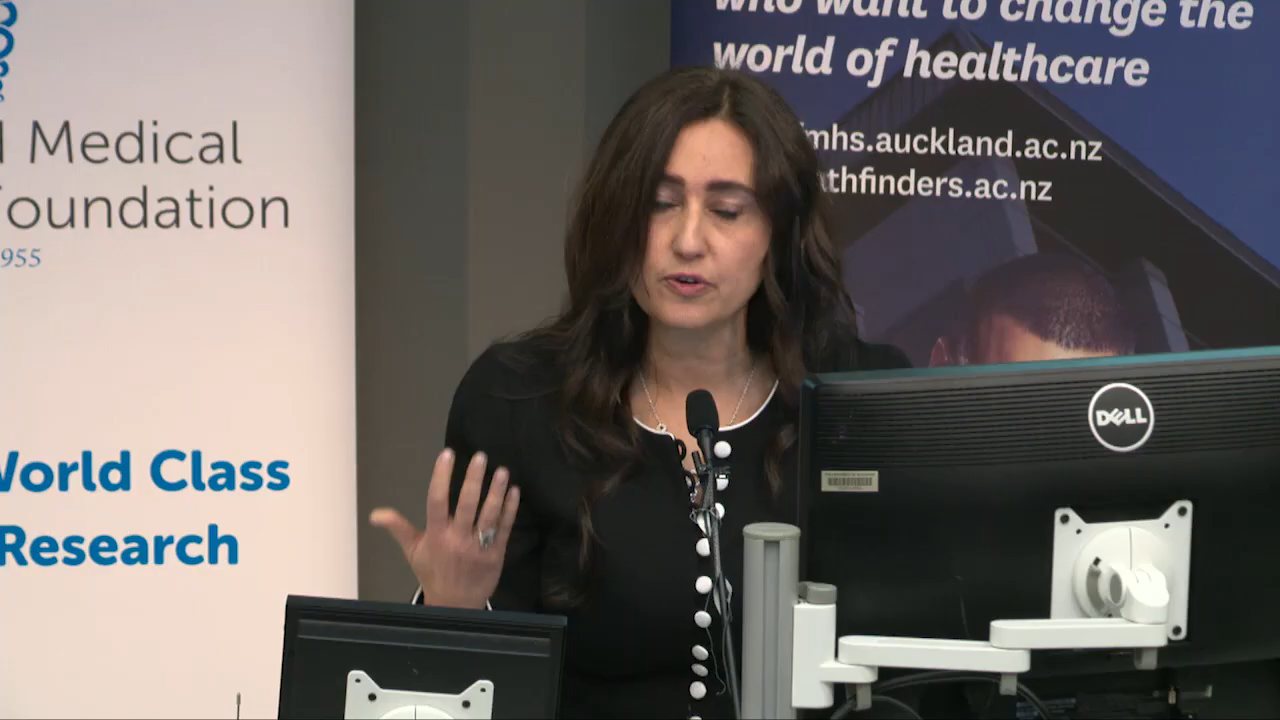 Medical
Foundation
955
World Class
Research
who want to change the
world of healthcare
mhs.auckland.ac.nz
thfinders.ac.nz
DELL